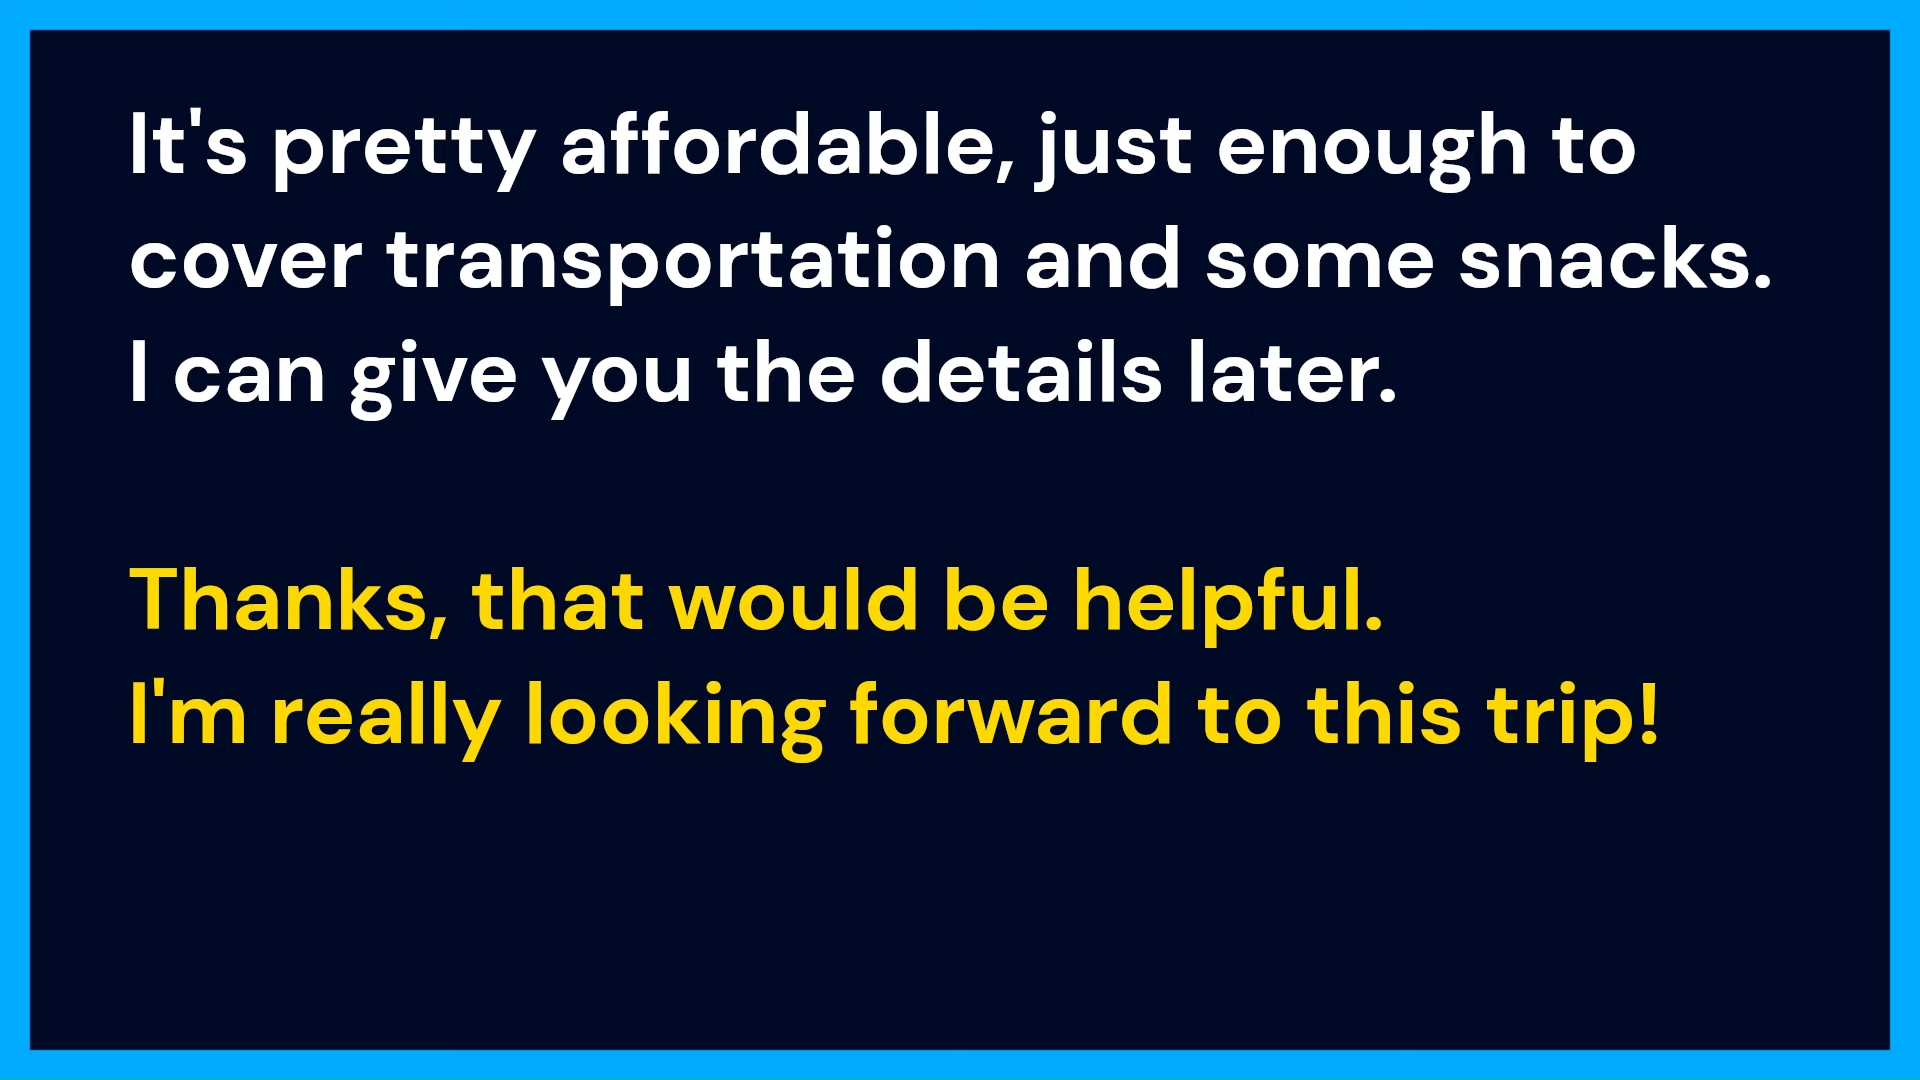 It's pretty affordable, just enough to
cover transportation and some snacks.
I can give you the details later.
Thanks, that would be helpful.
I'm really looking forward to this trip!